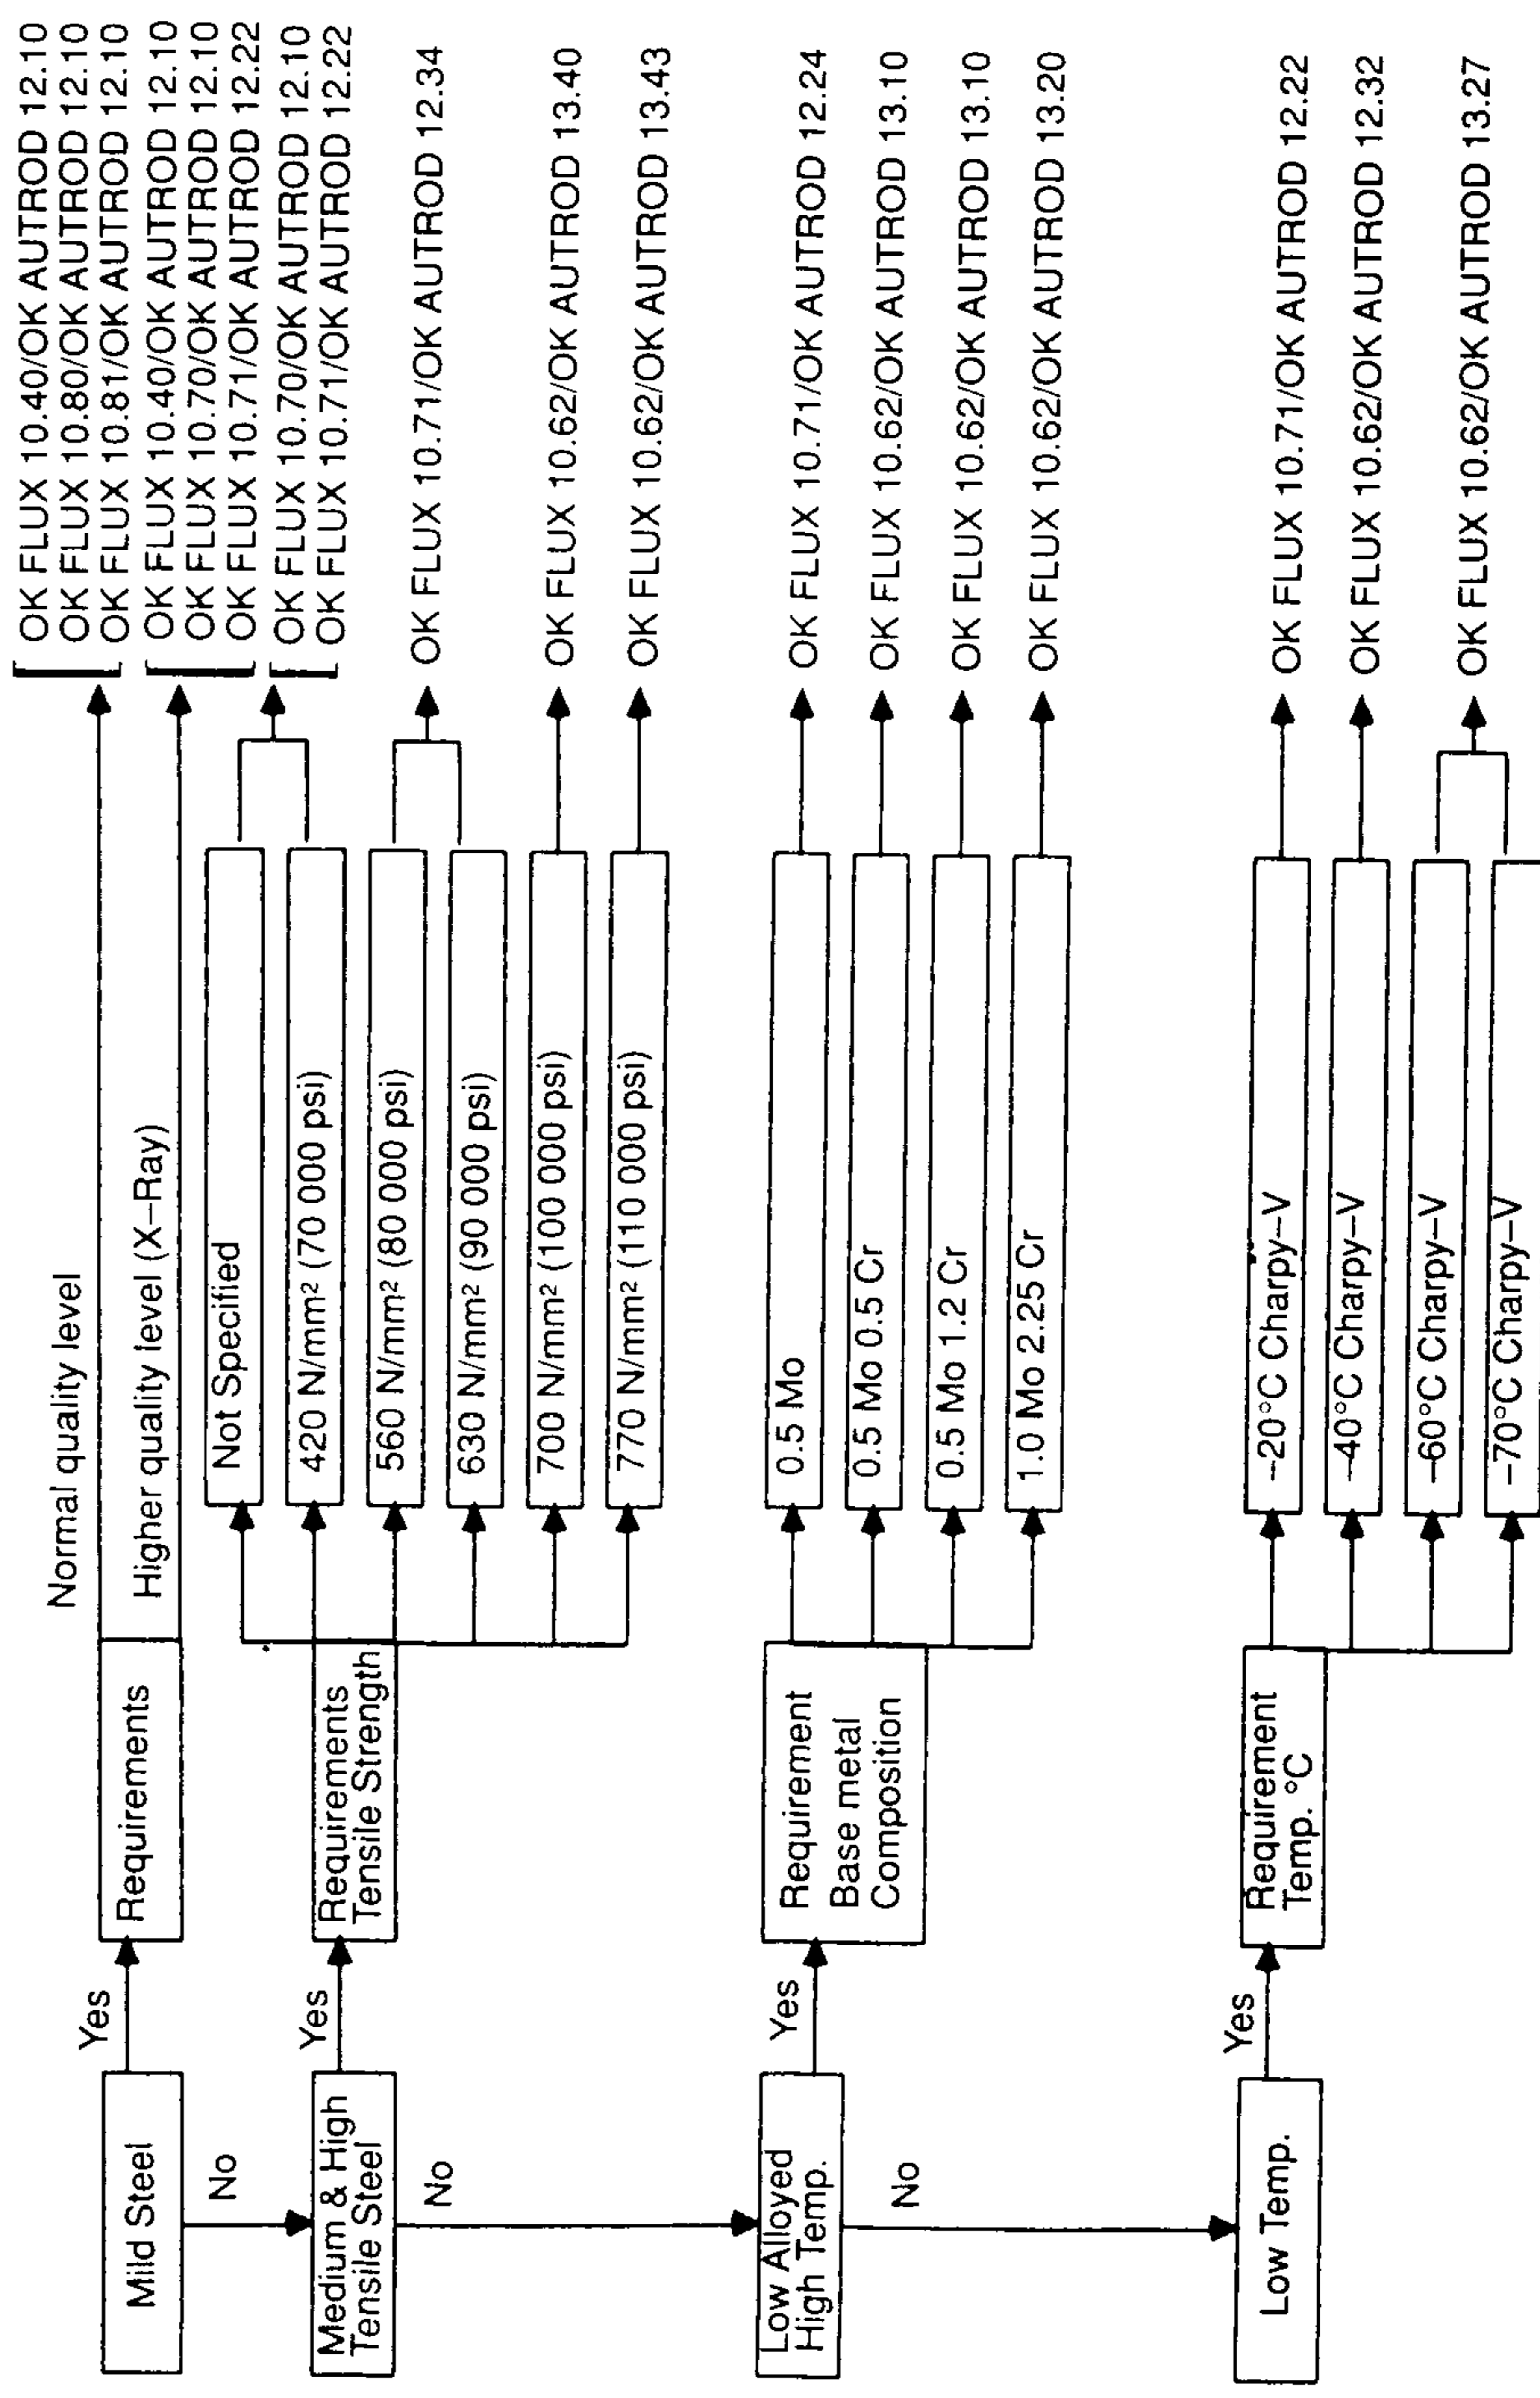 Mild Steel
Yes
Requirements
Normal quality level
OK FLUX 10.40/OK AUTROD 12.10
OK FLUX 10.80/OK AUTROD 12.10
OK FLUX 10.81/OK AUTROD 12.10
Higher quality level (X–Ray)
OK FLUX 10.40/OK AUTROD 12.10
OK FLUX 10.70/OK AUTROD 12.10
OK FLUX 10.71/OK AUTROD 12.22
No
Medium & High
Tensile Steel
Yes
Requirements
Tensile Strength
Not Specified
420 N/mm² (70 000 psi)
OK FLUX 10.70/OK AUTROD 12.10
OK FLUX 10.71/OK AUTROD 12.22
560 N/mm² (80 000 psi)
630 N/mm² (90 000 psi)
OK FLUX 10.71/OK AUTROD 12.34
700 N/mm² (100 000 psi)
OK FLUX 10.62/OK AUTROD 13.40
770 N/mm² (110 000 psi)
OK FLUX 10.62/OK AUTROD 13.43
No
Low Alloyed
High Temp.
Yes
Requirement
Base metal
Composition
0.5 Mo
OK FLUX 10.71/OK AUTROD 12.24
0.5 Mo 0.5 Cr
OK FLUX 10.62/OK AUTROD 13.10
0.5 Mo 1.2 Cr
OK FLUX 10.62/OK AUTROD 13.10
1.0 Mo 2.25 Cr
OK FLUX 10.62/OK AUTROD 13.20
No
Low Temp.
Yes
Requirement
Temp. °C
–20°C Charpy–V
OK FLUX 10.71/OK AUTROD 12.22
–40°C Charpy–V
OK FLUX 10.62/OK AUTROD 12.32
–60°C Charpy–V
–70°C Charpy–V
OK FLUX 10.62/OK AUTROD 13.27